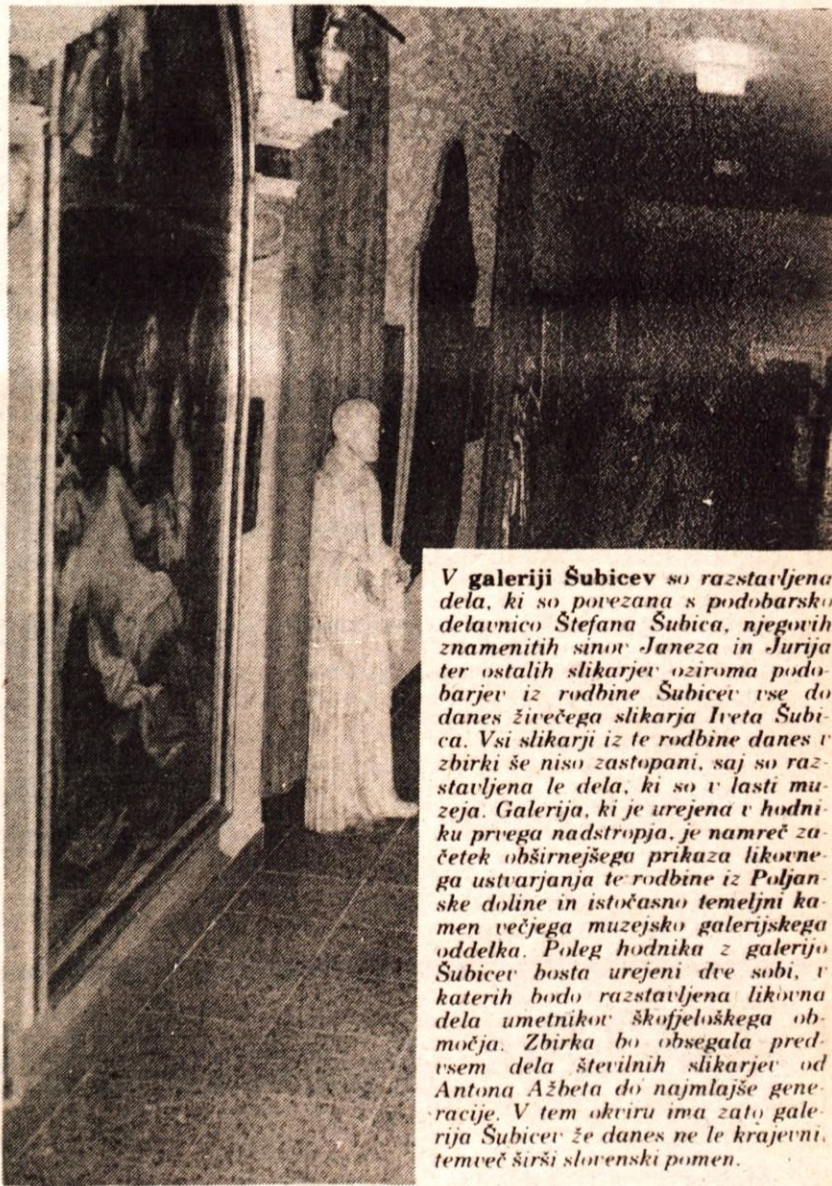 V galeriji Šubicev so razstavljena
dela, ki so povezana s podobarsko
delavnico Štefana Šubica, njegovih
znamenitih sinov Janeza in Jurija
ter ostalih slikarjev oziroma podo-
barjev iz rodbine Šubicev vse do
danes živečega slikarja Iveta Šubi-
ca. Vsi slikarji iz te rodbine danes v
zbirki še niso zastopani, saj so raz-
stavljena le dela, ki so v lasti mu-
zeja. Galerija, ki je urejena v hodni-
ku prvega nadstropja, je namreč za-
četek obširnejšega prikaza likovne-
ga ustvarjanja te rodbine iz Poljan-
ske doline in istočasno temeljni ka-
men večjega muzejsko galerijskega
oddelka. Poleg hodnika z galerijo
Šubicev bosta urejeni dve sobi, v
katerih bodo razstavljena likovna
dela umetnikov škofjeloškega ob-
močja. Zbirka bo obsegala pred-
vsem dela številnih slikarjev od
Antona Ažbeta do najmlajše gene-
racije. V tem okviru ima zato gale-
rija Šubicev že danes ne le krajevni,
temveč širši slovenski pomen.